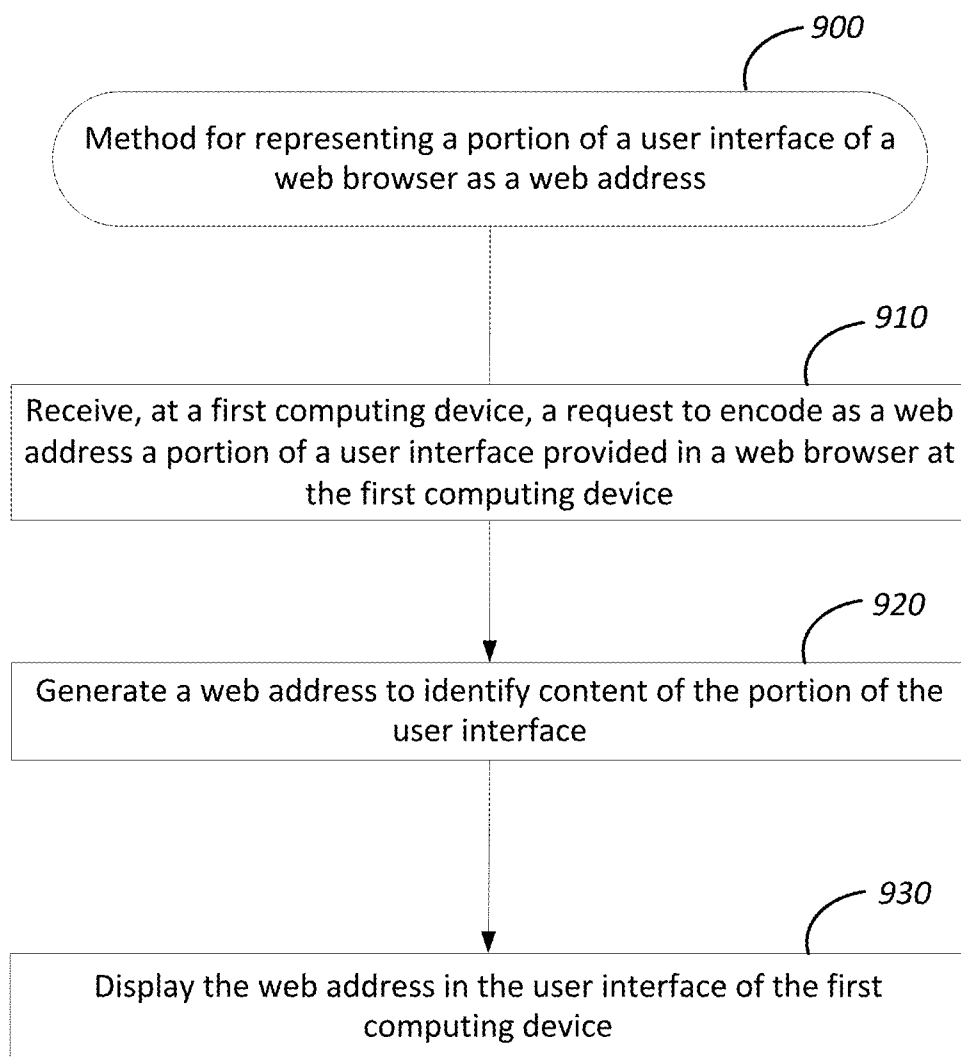 900
Method for representing a portion of a user interface of a
web browser as a web address
910
Receive, at a first computing device, a request to encode as a web
address a portion of a user interface provided in a web browser at
the first computing device
920
Generate a web address to identify content of the portion of the
user interface
930
Display the web address in the user interface of the first
computing device